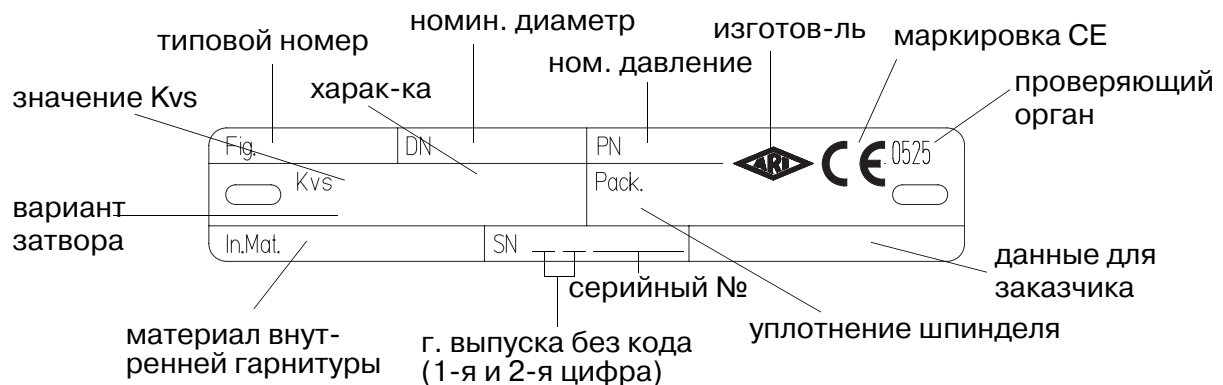 номин. диаметр
изготов-ль
маркировка CE
типовой номер
ном. давление
проверяющий
орган
значение Kvs
харак-ка
Fig.
DN
PN
ARI
CE
0525
Kvs
Pack.
вариант
затвора
In.Mat.
SN
данные для
заказчика
серийный №
уплотнение шпинделя
материал внут-
ренней гарнитуры
г. выпуска без кода
(1-я и 2-я цифра)